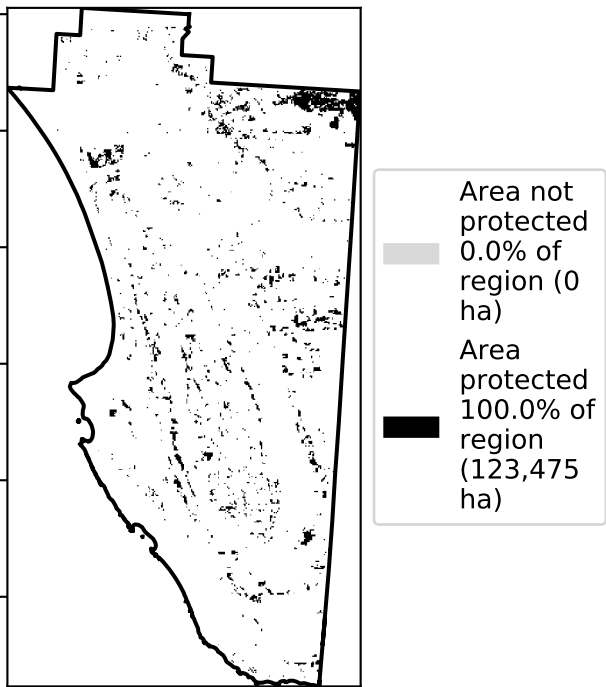 Area not
protected
0.0% of
region (0
ha)
Area
protected
100.0% of
region
(123,475
ha)